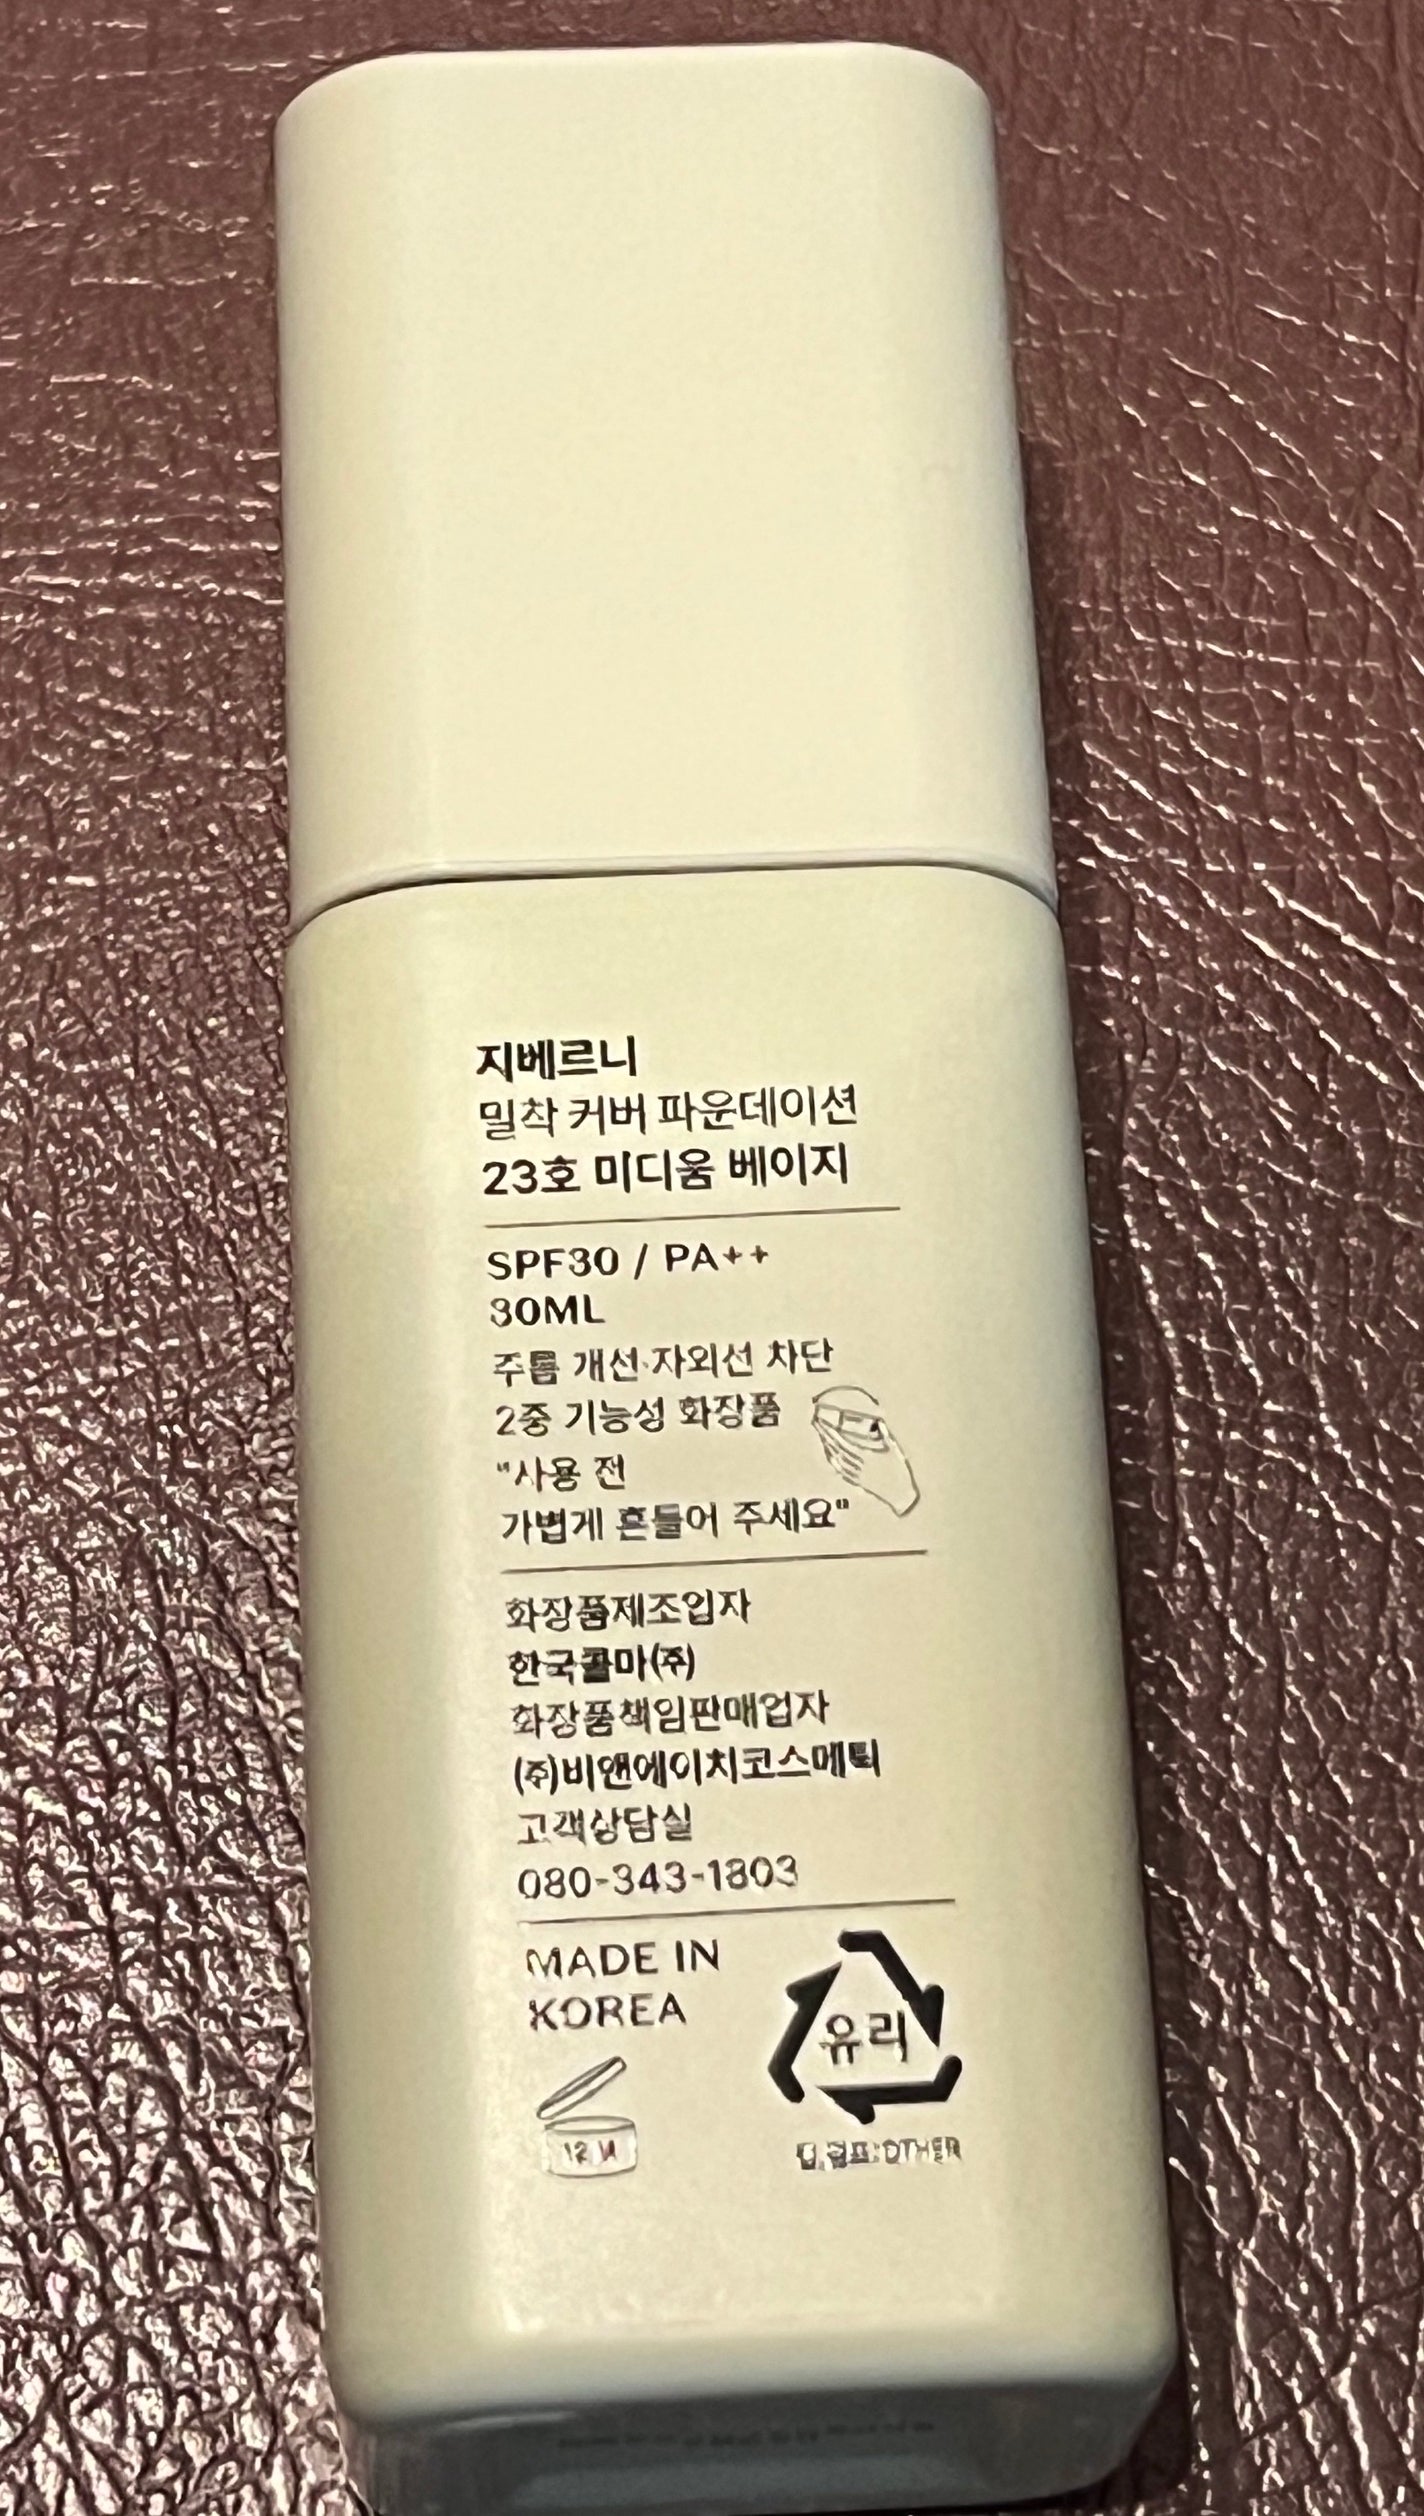 지베르니
밀착 커버 파운데이션
23호 미디움 베이지
SPF30 / PA++
30ML
주름 개선·자외선 차단
2중 기능성 화장품
"사용 전
가볍게 흔들어 주세요"
화장품제조업자
한국콜마(주)
화장품책임판매업자
(주)비앤에이치코스메틱
고객상담실
080-343-1803
MADE IN
KOREA
유리
12 M
OTHER